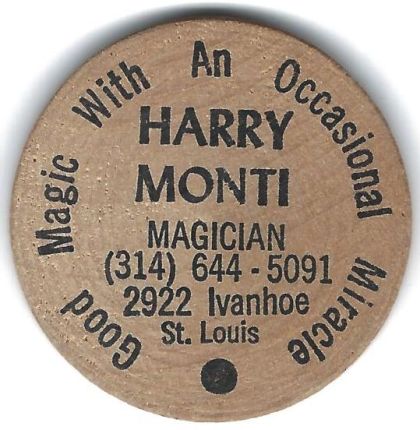 Good Magic With An Occasional Miracle
HARRY
MONTI
MAGICIAN
(314) 644-5091
2922 Ivanhoe
St. Louis